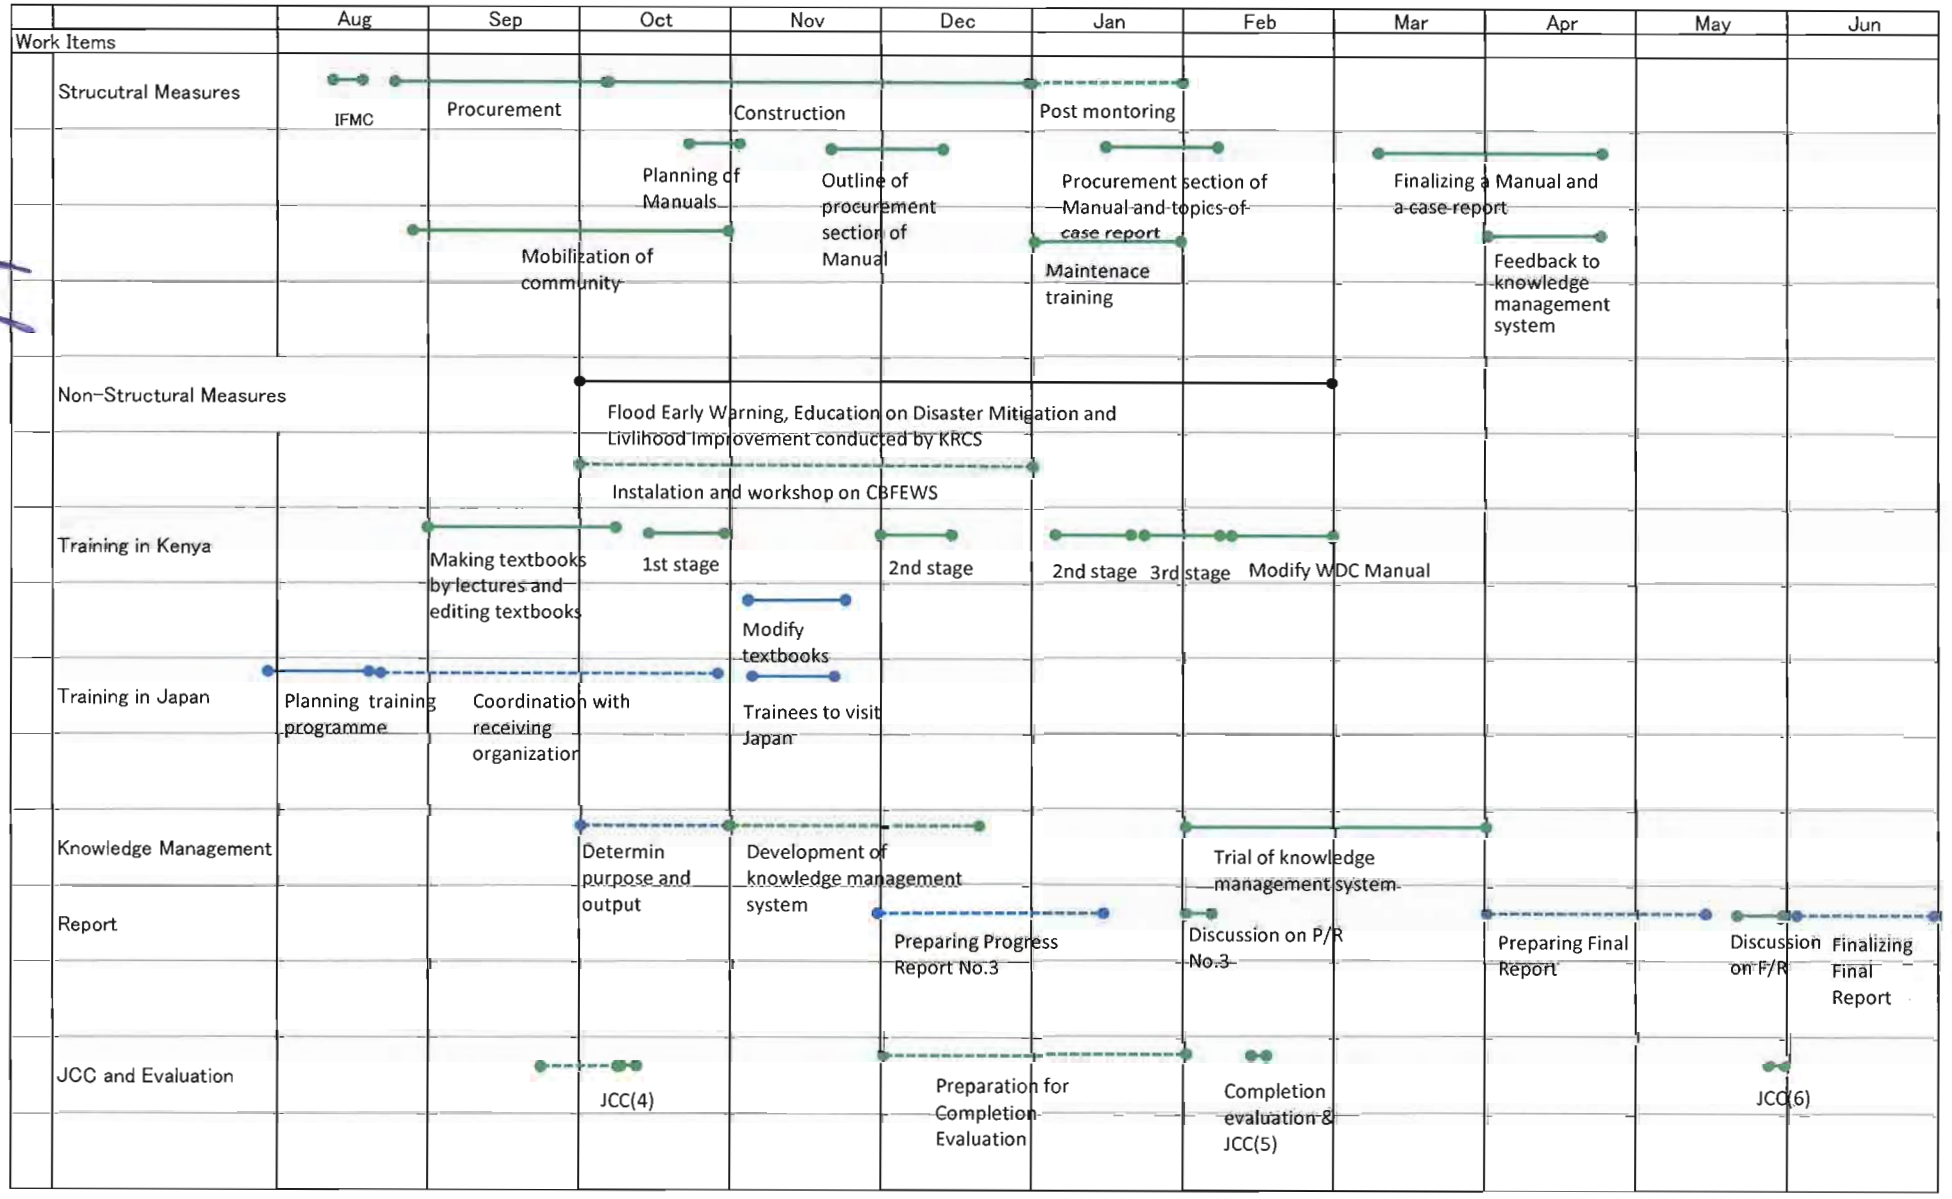 Aug Sep Oct Nov Dec Jan Feb Mar Apr May Jun
Work Items
Strucutral Measures
IFMC
Procurement
Construction
Post montoring
Planning of
Manuals
Outline of
procurement
section of
Manual
Procurement section of
Manual and topics of
case report
Finalizing a Manual and
a case report
Mobilization of
community
Maintenace
training
Feedback to
knowledge
management
system
Non-Structural Measures
Flood Early Warning, Education on Disaster Mitigation and
Livlihood Improvement conducted by KRCS
Instalation and workshop on CBFEWS
Training in Kenya
Making textbooks
by lectures and
editing textbooks
1st stage
2nd stage
2nd stage
3rd stage
Modify WDC Manual
Modify
textbooks
Training in Japan
Planning training
programme
Coordination with
receiving
organization
Trainees to visit
Japan
Knowledge Management
Determin
purpose and
output
Development of
knowledge management
system
Trial of knowledge
management system
Report
Preparing Progress
Report No.3
Discussion on P/R
No.3
Preparing Final
Report
Discussion
on F/R
Finalizing
Final
Report
JCC and Evaluation
JCC(4)
Preparation for
Completion
Evaluation
Completion
evaluation &
JCC(5)
JCC(6)